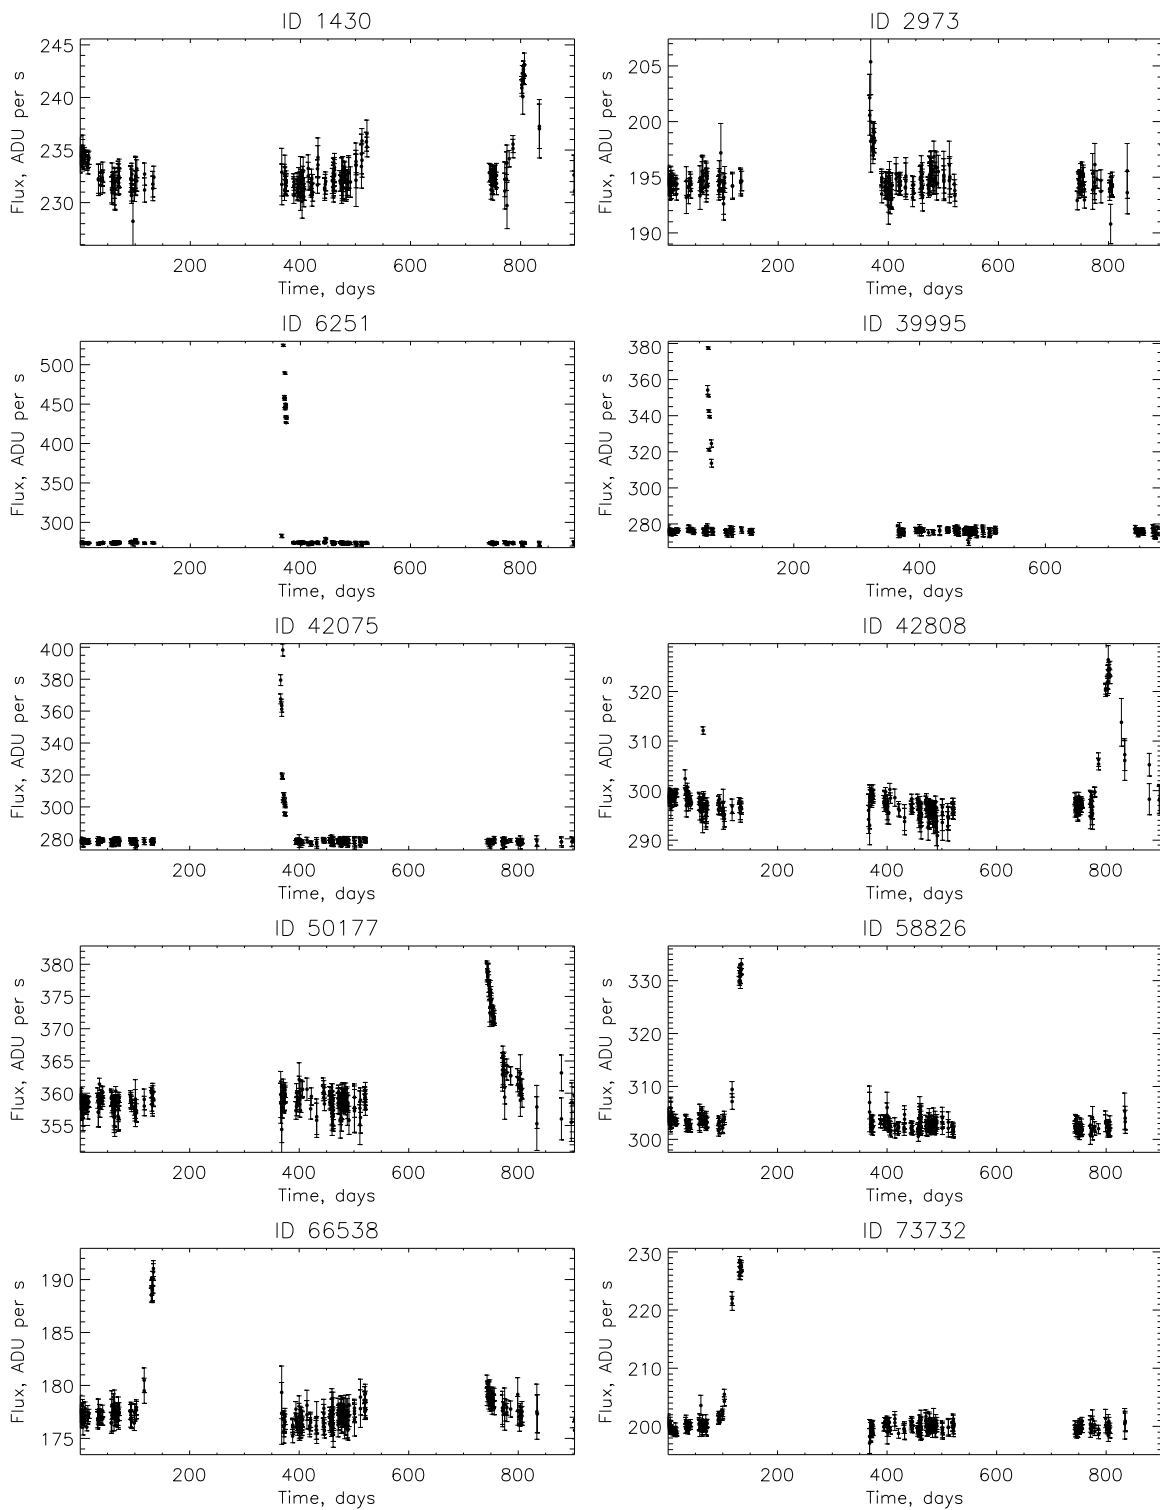 ID 1430
Flux, ADU per s
245
240
235
230
200 400 600 800
Time, days
ID 2973
Flux, ADU per s
205
200
195
190
200 400 600 800
Time, days
ID 6251
Flux, ADU per s
500
450
400
350
300
200 400 600 800
Time, days
ID 39995
Flux, ADU per s
380
360
340
320
300
280
200 400 600
Time, days
ID 42075
Flux, ADU per s
400
380
360
340
320
300
280
200 400 600 800
Time, days
ID 42808
Flux, ADU per s
320
310
300
290
200 400 600 800
Time, days
ID 50177
Flux, ADU per s
380
375
370
365
360
355
200 400 600 800
Time, days
ID 58826
Flux, ADU per s
330
320
310
300
200 400 600 800
Time, days
ID 66538
Flux, ADU per s
190
185
180
175
200 400 600 800
Time, days
ID 73732
Flux, ADU per s
230
220
210
200
200 400 600 800
Time, days